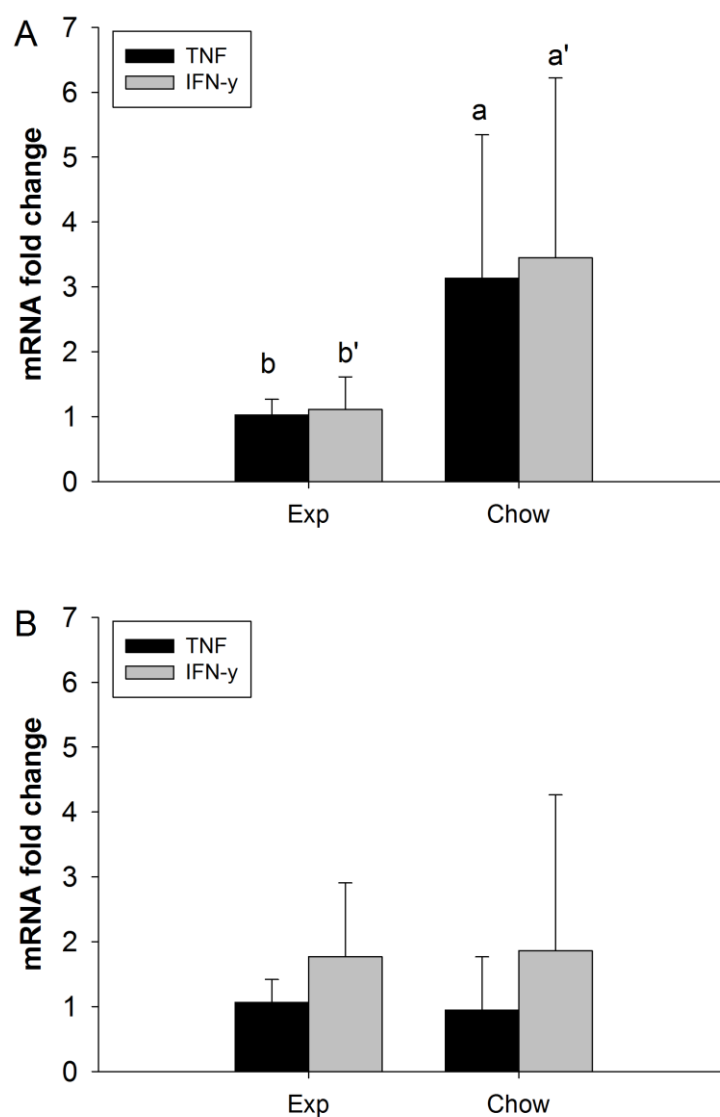 A
TNF
IFN-y
mRNA fold change
7
6
5
4
3
2
1
0
b
b'
a
a'
Exp
Chow
B
TNF
IFN-y
mRNA fold change
7
6
5
4
3
2
1
0
Exp
Chow